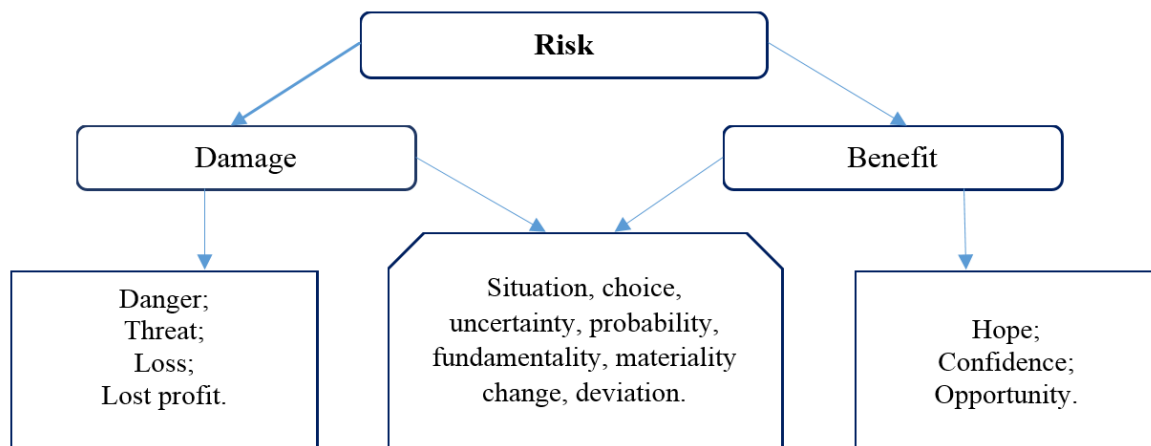 Risk
Damage
Benefit
Danger;
Threat;
Loss;
Lost profit.
Situation, choice,
uncertainty, probability,
fundamentality, materiality
change, deviation.
Hope;
Confidence;
Opportunity.